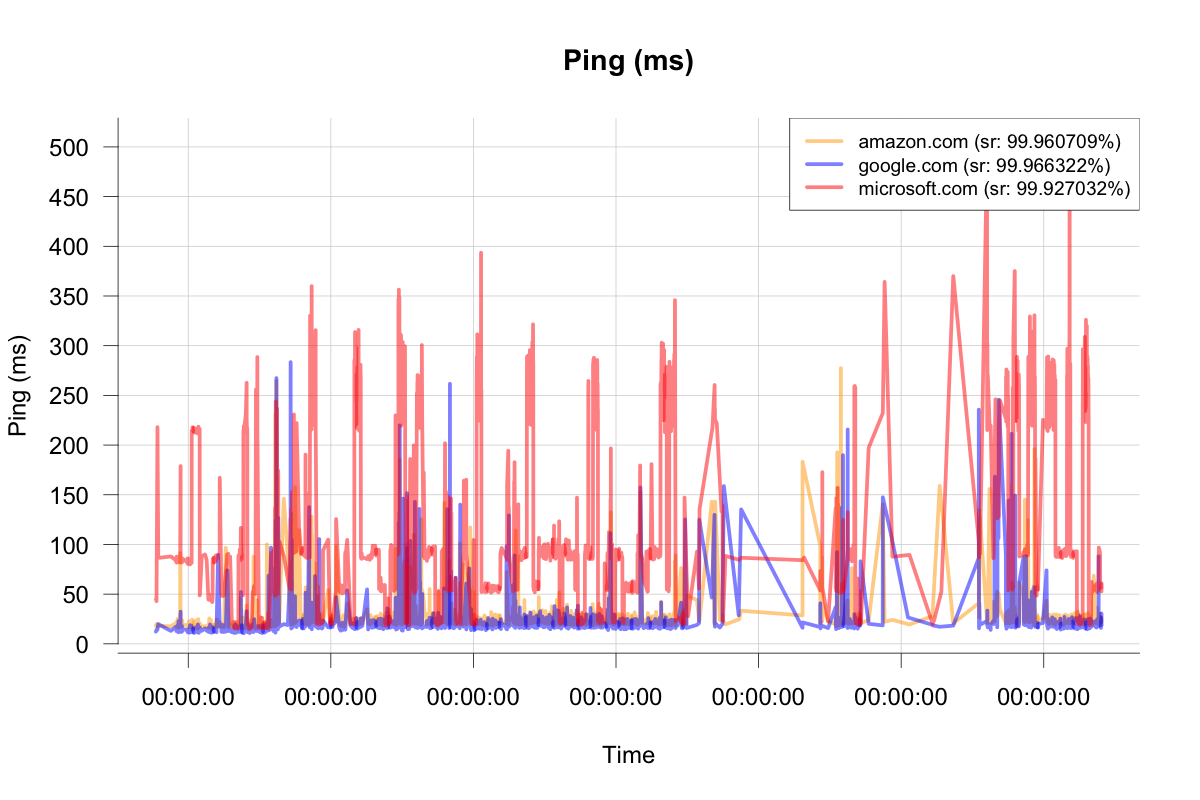 Ping (ms)
amazon.com (sr: 99.960709%)
google.com (sr: 99.966322%)
microsoft.com (sr: 99.927032%)
500
450
400
350
300
250
200
150
100
50
0
Ping (ms)
00:00:00 00:00:00 00:00:00 00:00:00 00:00:00 00:00:00 00:00:00
Time